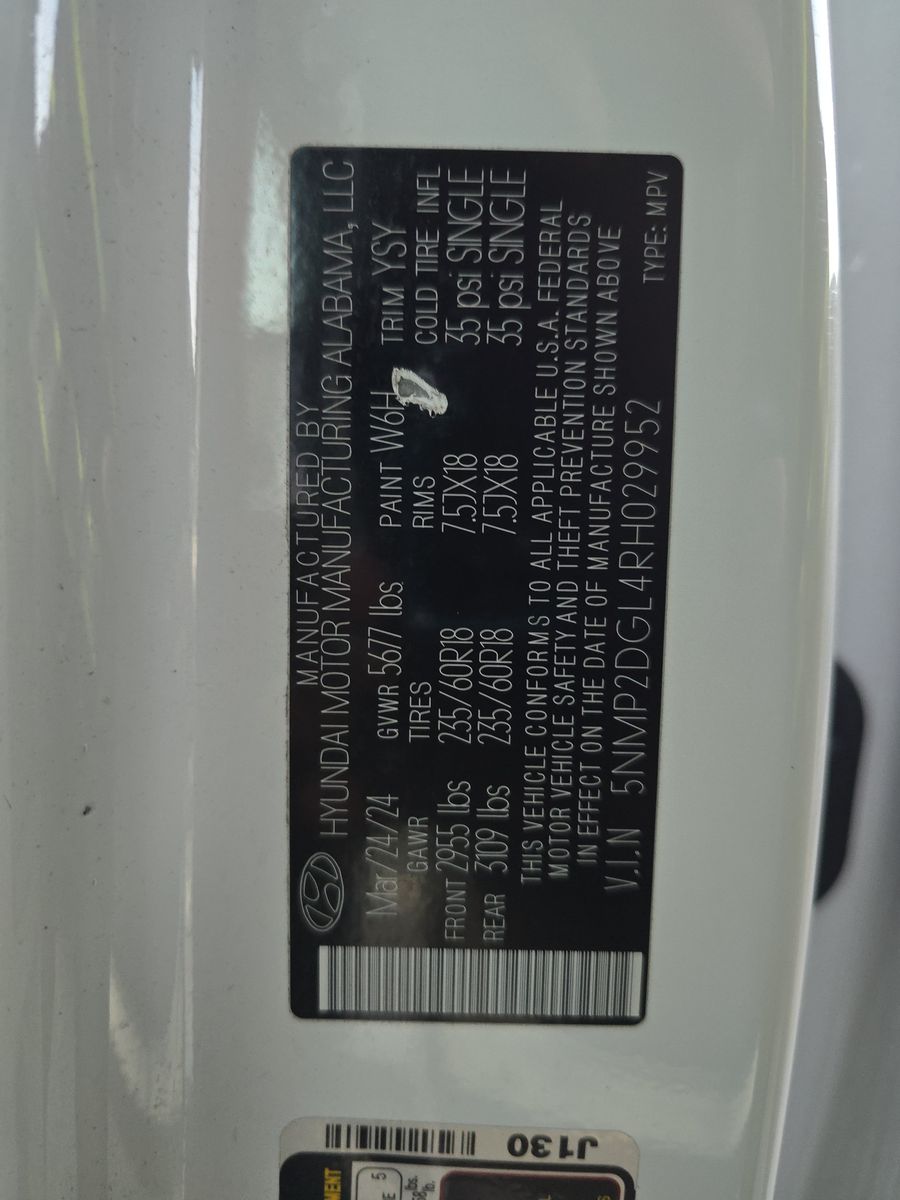 MANUFACTURED BY
HYUNDAI MOTOR MANUFACTURING ALABAMA, LLC
Mar/24/24 GVWR 5677 lbs. PAINT W6H TRIM YSY
GAWR TIRES RIMS COLD TIRE INFL
FRONT 2955 lbs 235/60R18 7.5JX18 35 psi SINGLE
REAR 3109 lbs 235/60R18 7.5JX18 35 psi SINGLE
THIS VEHICLE CONFORMS TO ALL APPLICABLE U.S.A. FEDERAL
MOTOR VEHICLE SAFETY AND THEFT PREVENTION STANDARDS
IN EFFECT ON THE DATE OF MANUFACTURE SHOWN ABOVE
V.I.N 5NMP2DGL4RH029952 TYPE: MPV
J130
5
lbs.
lb.